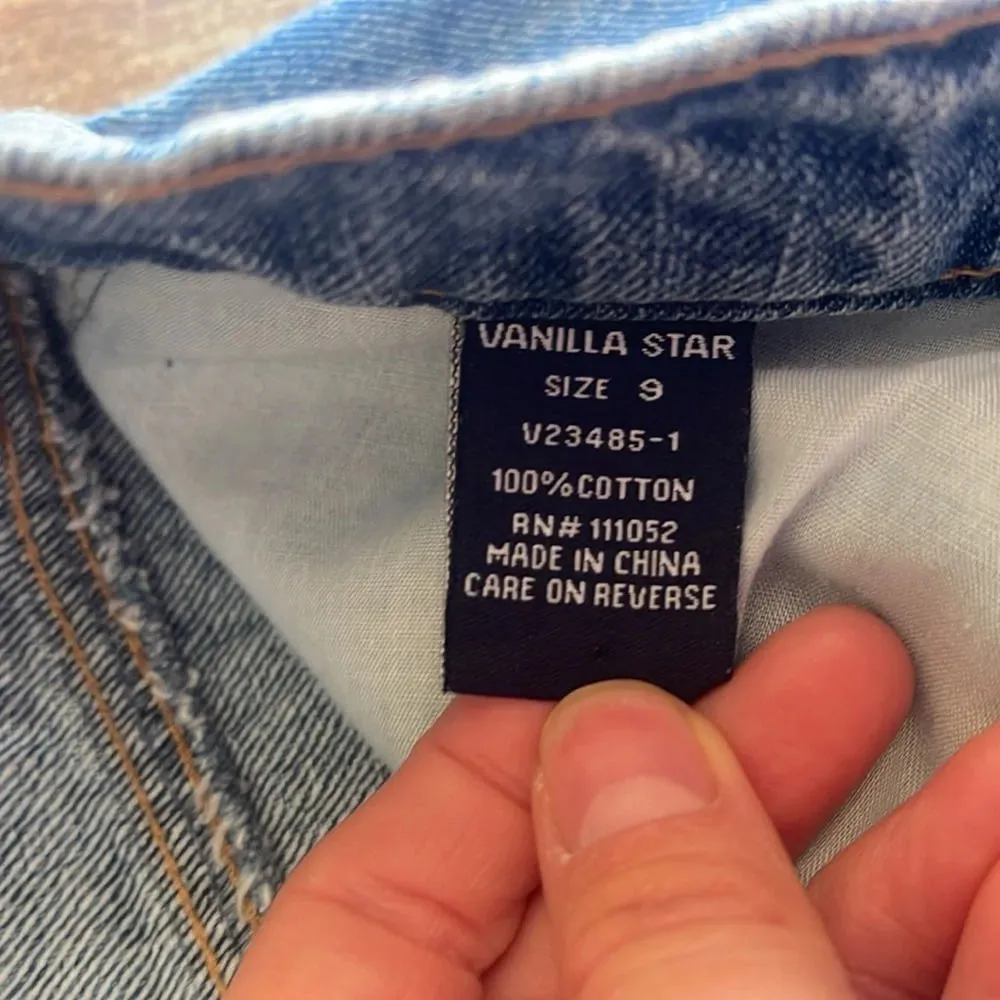 VANILLA STAR
SIZE 9
V23485-1
100%COTTON
RN# 111052
MADE IN CHINA
CARE ON REVERSE